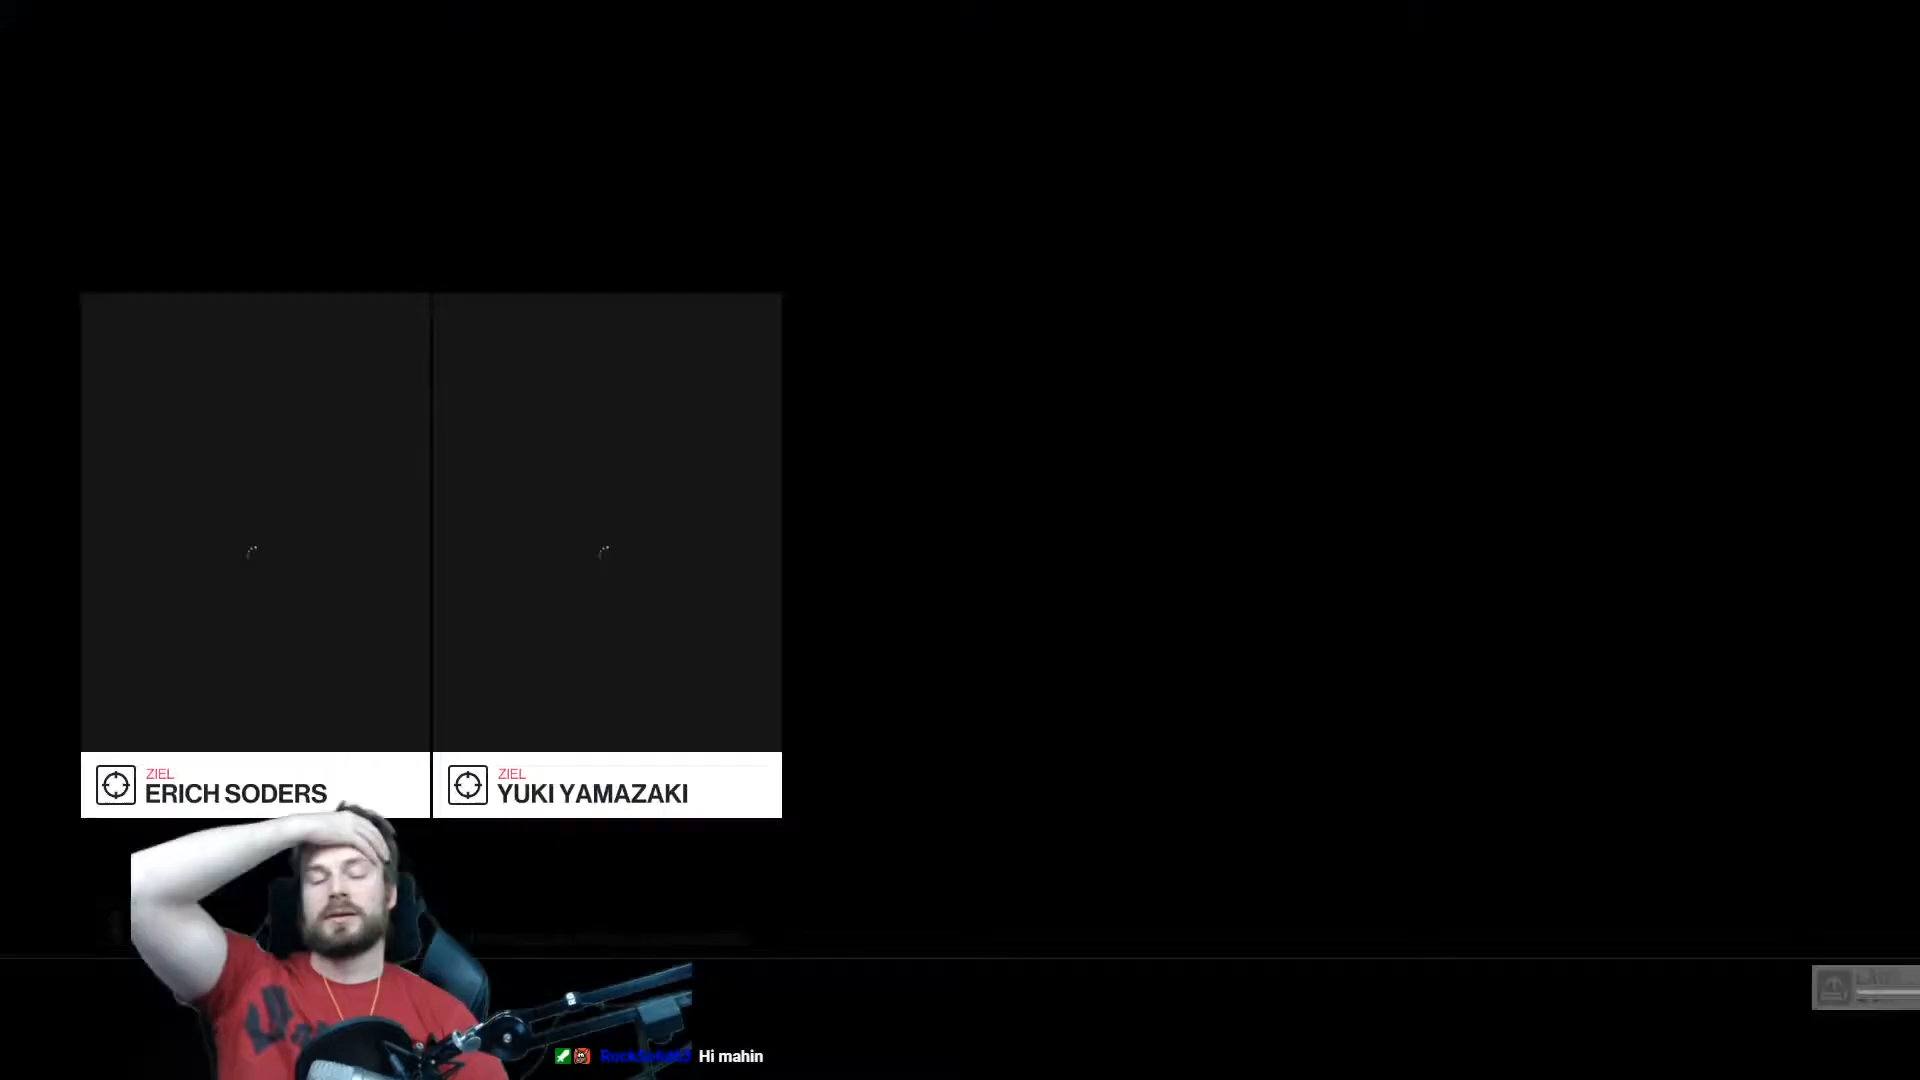 ZIEL
ERICH SODERS
ZIEL
YUKI YAMAZAKI
Hi mahin